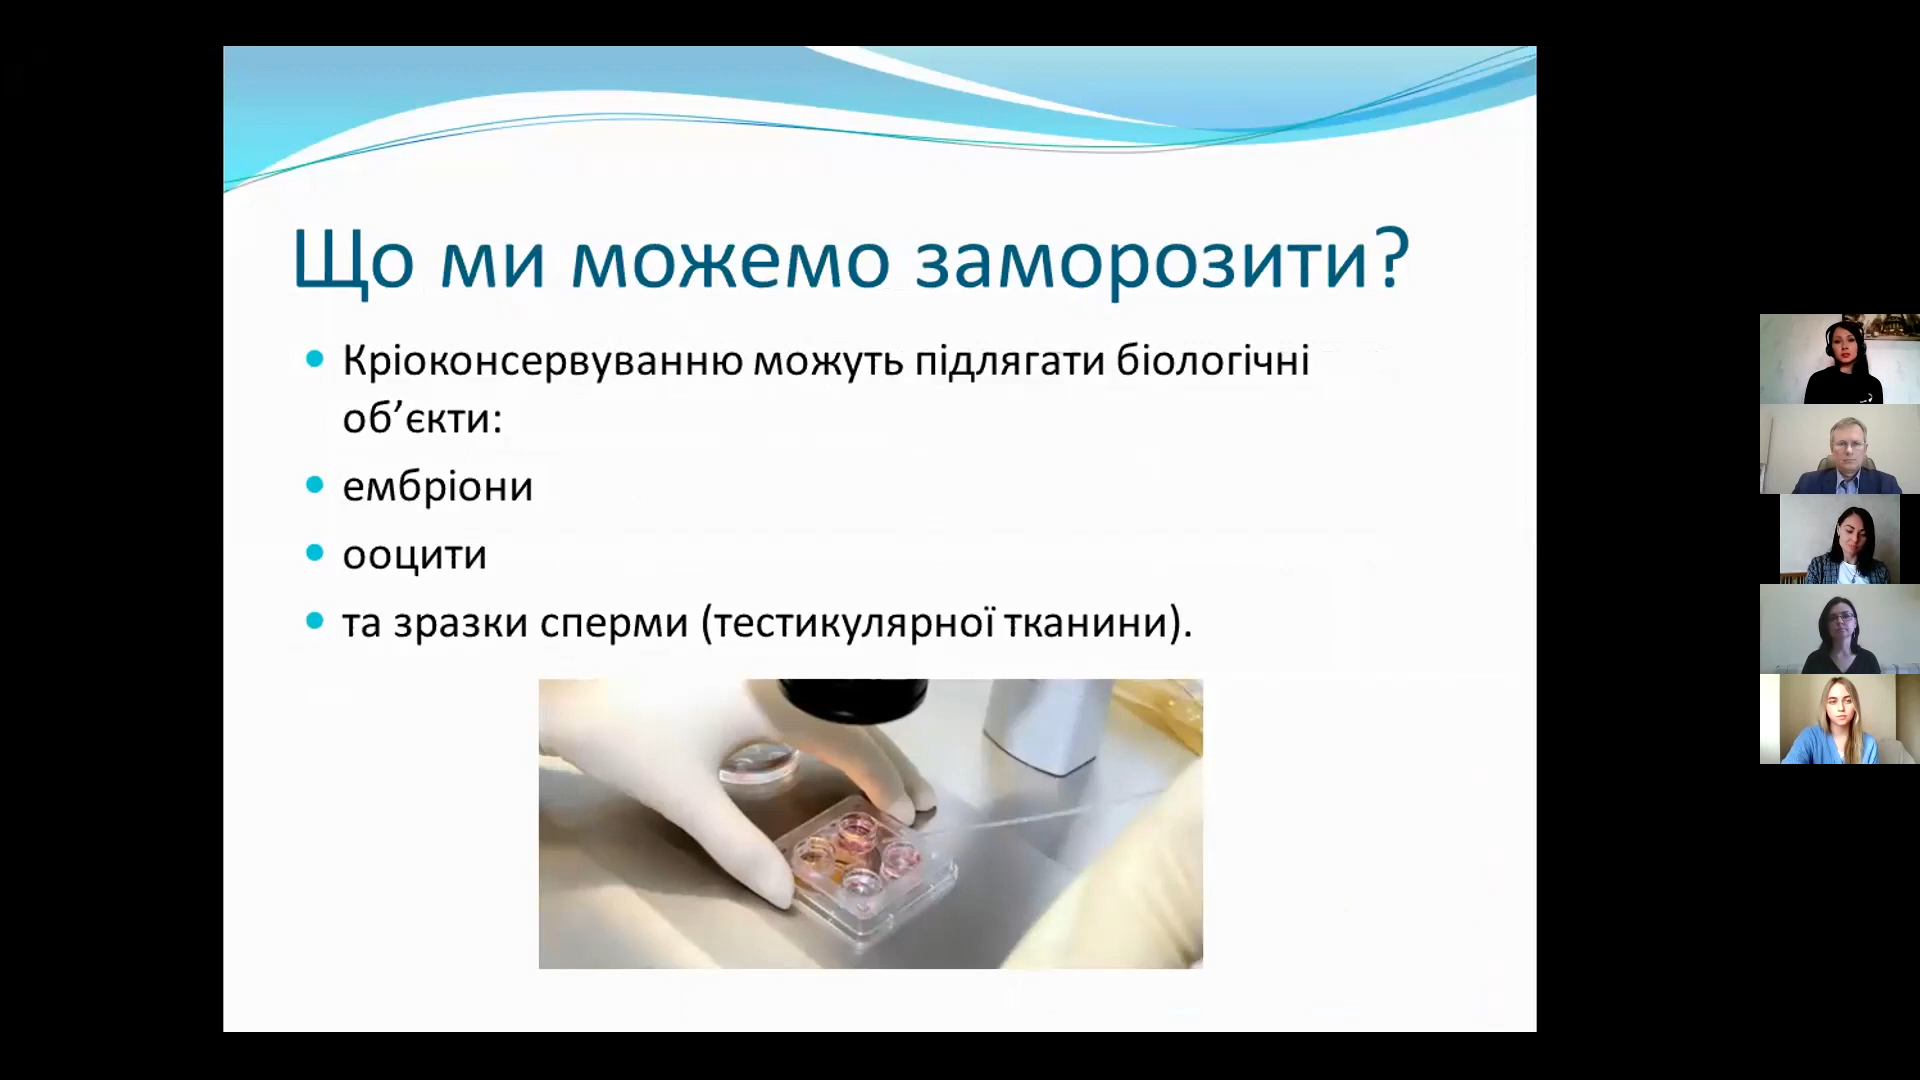 Що ми можемо заморозити?
Кріоконсервуванню можуть підлягати біологічні
об’єкти:
ембріони
ооцити
та зразки сперми (тестикулярної тканини).